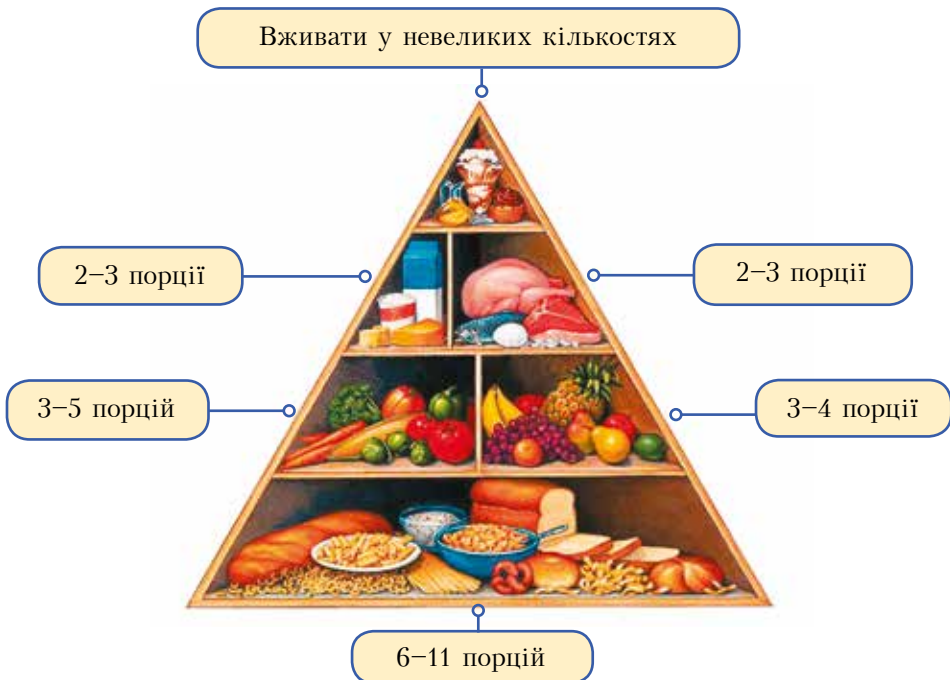 Вживати у невеликих кількостях
2–3 порції
2–3 порції
3–5 порцій
3–4 порції
6–11 порцій